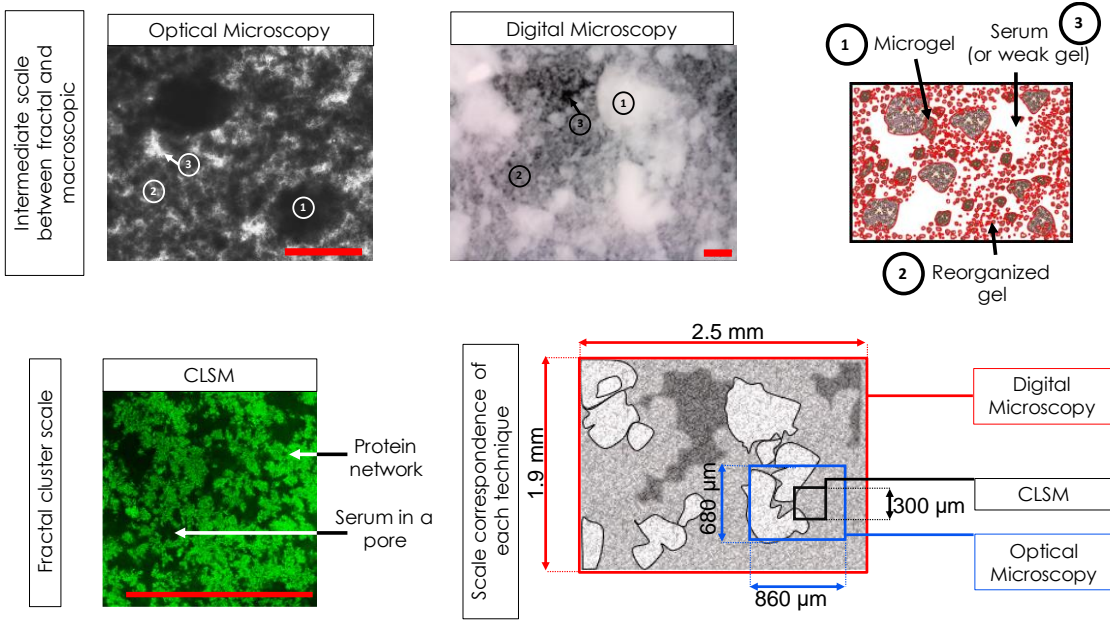 Intermediate scale
between fractal and
macroscopic
Optical Microscopy
1
2
3
Digital Microscopy
1
2
3
1
Microgel
Serum
(or weak gel)
3
2
Reorganized
gel
Fractal cluster scale
CLSM
Protein
network
Serum in a
pore
Scale correspondence of
each technique
2.5 mm
1.9 mm
680 µm
860 µm
300 µm
Digital
Microscopy
CLSM
Optical
Microscopy